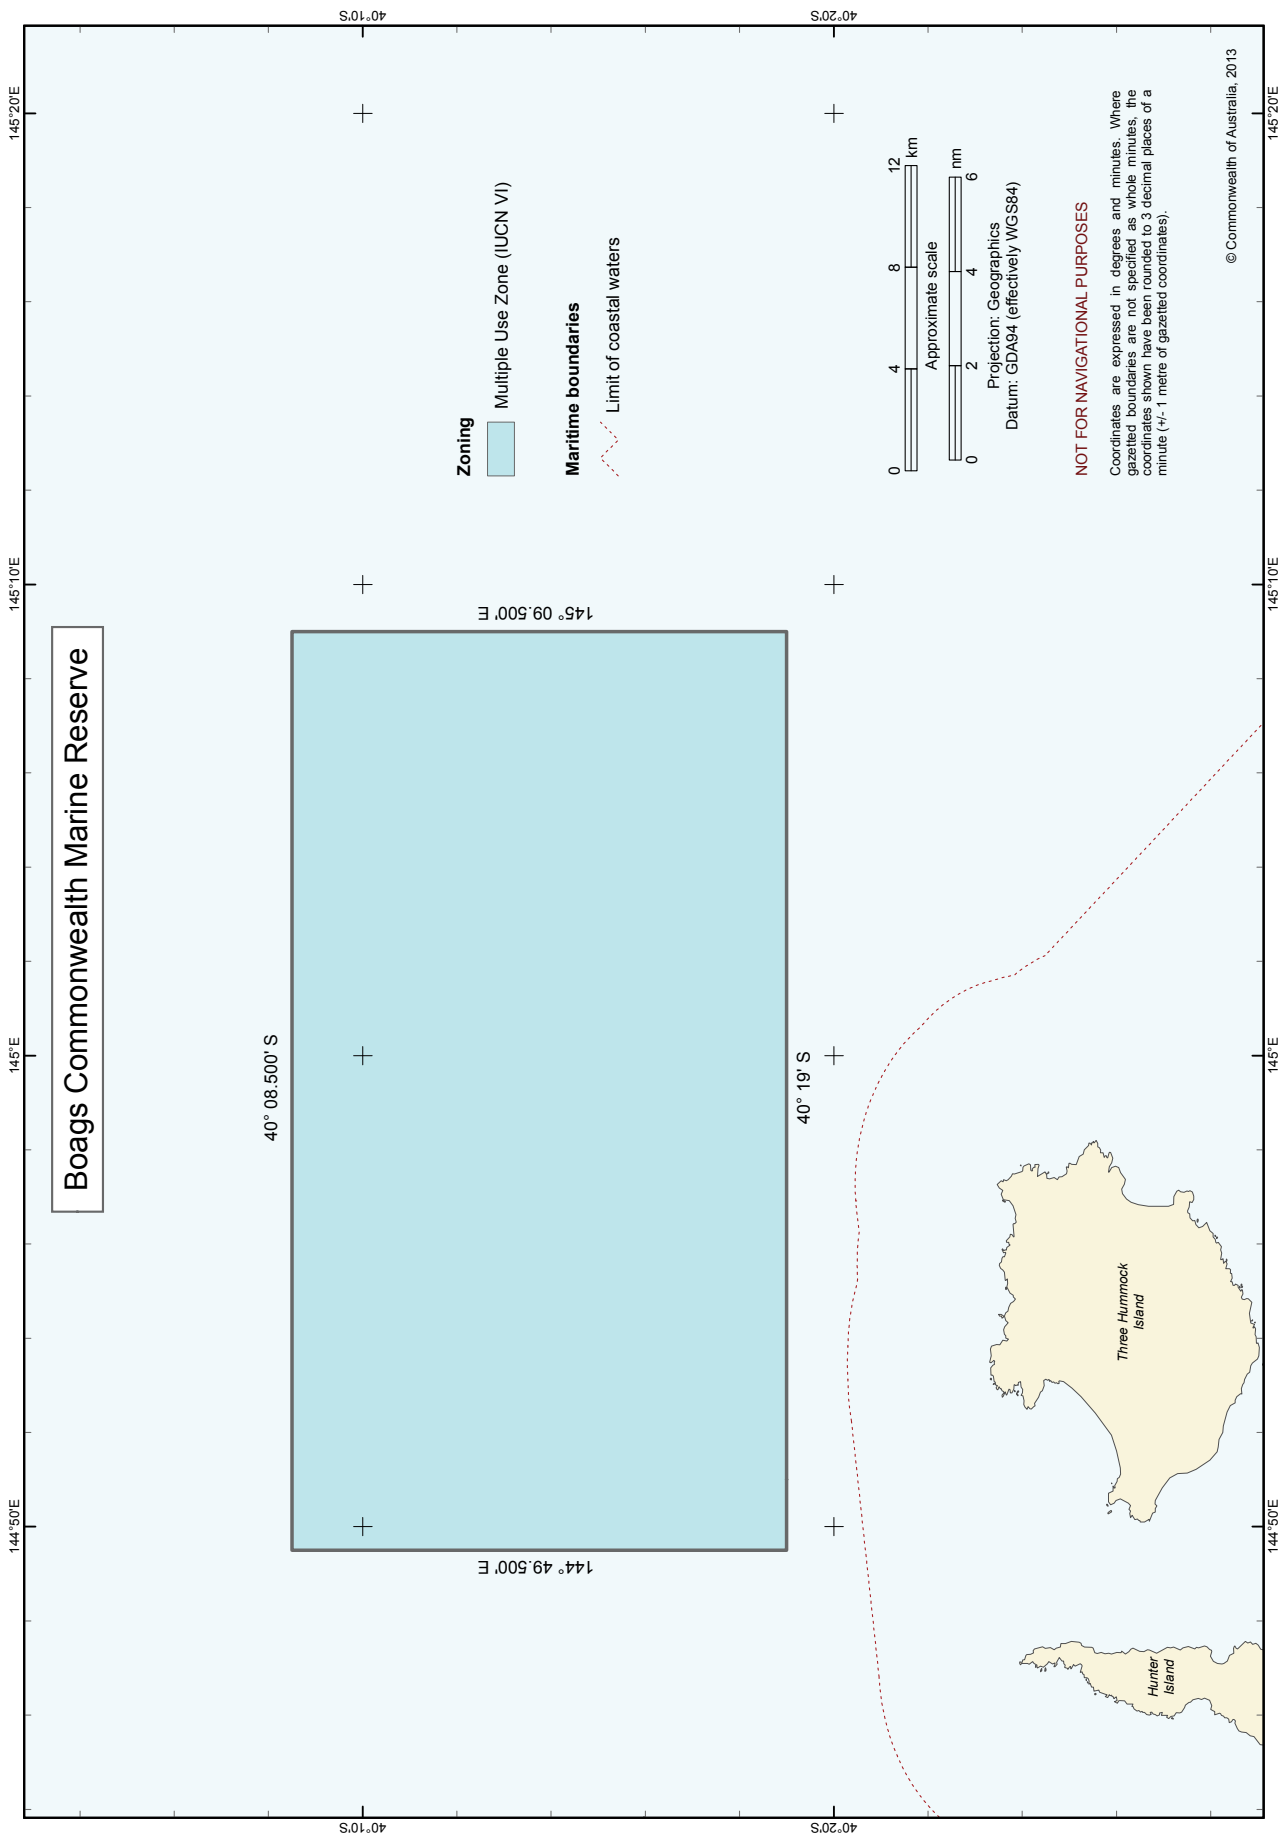 Boags Commonwealth Marine Reserve
144°50'E
145°E
145°10'E
145°20'E
40°10'S
40°10'S
40° 08.500' S
144° 49.500' E
145° 09.500' E
40° 19' S
Zoning
Multiple Use Zone (IUCN VI)
Maritime boundaries
Limit of coastal waters
40°20'S
40°20'S
0
4
8
12
km
Approximate scale
0
2
4
6
nm
Projection: Geographics
Datum: GDA94 (effectively WGS84)
NOT FOR NAVIGATIONAL PURPOSES
Coordinates are expressed in degrees and minutes. Where
gazetted boundaries are not specified as whole minutes, the
coordinates shown have been rounded to 3 decimal places of a
minute (+/- 1 metre of gazetted coordinates).
© Commonwealth of Australia, 2013
Hunter
Island
Three Hummock
Island
144°50'E
145°E
145°10'E
145°20'E